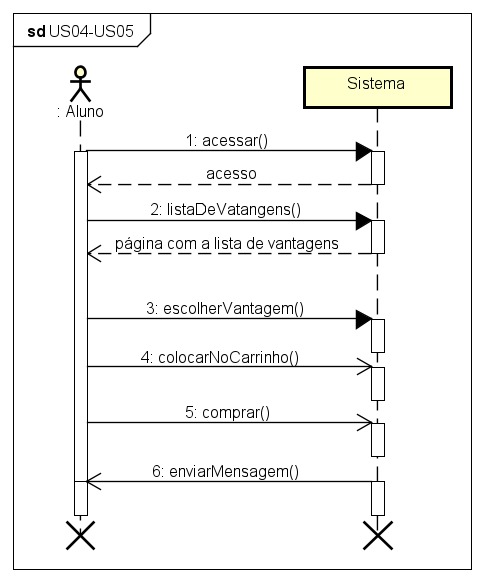 sd US04-US05
Sistema
: Aluno
1: acessar()
acesso
2: listaDeVatangens()
página com a lista de vantagens
3: escolherVantagem()
4: colocarNoCarrinho()
5: comprar()
6: enviarMensagem()